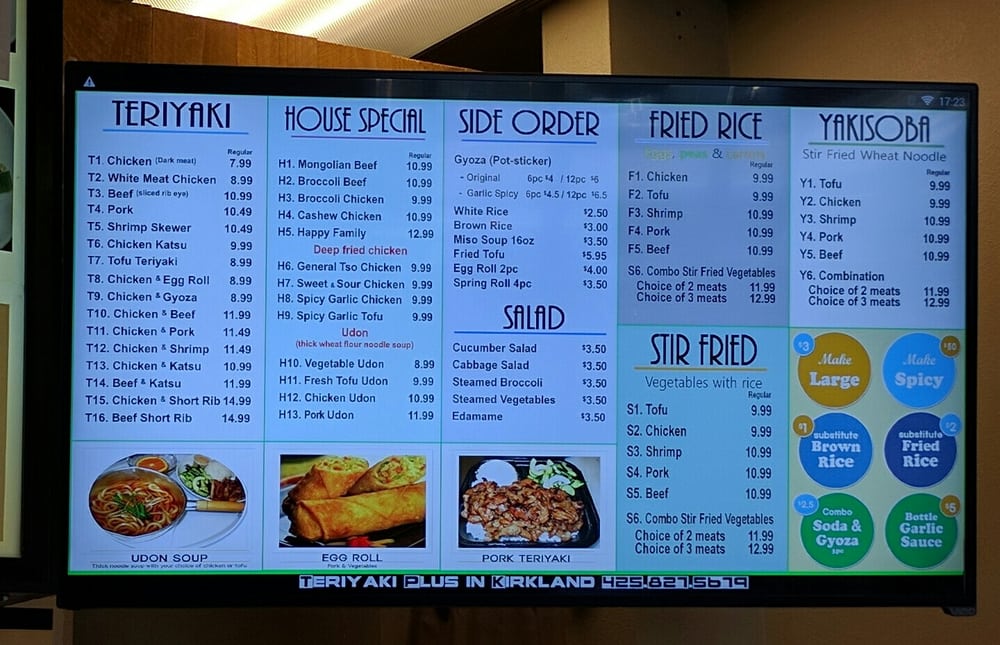 17:23
TERIYAKI
Regular
T1. Chicken (Dark meat) 7.99
T2. White Meat Chicken 8.99
T3. Beef (sliced rib eye) 10.99
T4. Pork 10.49
T5. Shrimp Skewer 10.49
T6. Chicken Katsu 9.99
T7. Tofu Teriyaki 8.99
T8. Chicken & Egg Roll 8.99
T9. Chicken & Gyoza 8.99
T10. Chicken & Beef 11.99
T11. Chicken & Pork 11.49
T12. Chicken & Shrimp 11.49
T13. Chicken & Katsu 10.99
T14. Beef & Katsu 11.99
T15. Chicken & Short Rib 14.99
T16. Beef Short Rib 14.99
UDON SOUP
Thick noodle soup with your choice of chicken or tofu
HOUSE SPECIAL
Regular
H1. Mongolian Beef 10.99
H2. Broccoli Beef 10.99
H3. Broccoli Chicken 9.99
H4. Cashew Chicken 10.99
H5. Happy Family 12.99
Deep fried chicken
H6. General Tso Chicken 9.99
H7. Sweet & Sour Chicken 9.99
H8. Spicy Garlic Chicken 9.99
H9. Spicy Garlic Tofu 9.99
Udon
(thick wheat flour noodle soup)
H10. Vegetable Udon 8.99
H11. Fresh Tofu Udon 9.99
H12. Chicken Udon 10.99
H13. Pork Udon 11.99
EGG ROLL
Pork & Vegetables
SIDE ORDER
Gyoza (Pot-sticker)
- Original 6pc $4 / 12pc $6
- Garlic Spicy 6pc $4.5 / 12pc $6.5
White Rice $2.50
Brown Rice $3.00
Miso Soup 16oz $3.50
Fried Tofu $5.95
Egg Roll 2pc $4.00
Spring Roll 4pc $3.50
SALAD
Cucumber Salad $3.50
Cabbage Salad $3.50
Steamed Broccoli $3.50
Steamed Vegetables $3.50
Edamame $3.50
PORK TERIYAKI
FRIED RICE
Eggs, peas & carrots
Regular
F1. Chicken 9.99
F2. Tofu 9.99
F3. Shrimp 10.99
F4. Pork 10.99
F5. Beef 10.99
S6. Combo Stir Fried Vegetables
Choice of 2 meats 11.99
Choice of 3 meats 12.99
STIR FRIED
Vegetables with rice
Regular
S1. Tofu 9.99
S2. Chicken 9.99
S3. Shrimp 10.99
S4. Pork 10.99
S5. Beef 10.99
S6. Combo Stir Fried Vegetables
Choice of 2 meats 11.99
Choice of 3 meats 12.99
YAKISOBA
Stir Fried Wheat Noodle
Regular
Y1. Tofu 9.99
Y2. Chicken 9.99
Y3. Shrimp 10.99
Y4. Pork 10.99
Y5. Beef 10.99
Y6. Combination
Choice of 2 meats 11.99
Choice of 3 meats 12.99
$3
Make
Large
Make
Spicy
$1
substitute
Brown
Rice
$2
substitute
Fried
Rice
$2.5
Combo
Soda &
Gyoza
3pc
$5
Bottle
Garlic
Sauce
TERIYAKI PLUS IN KIRKLAND 425.827.5679
VIZIO